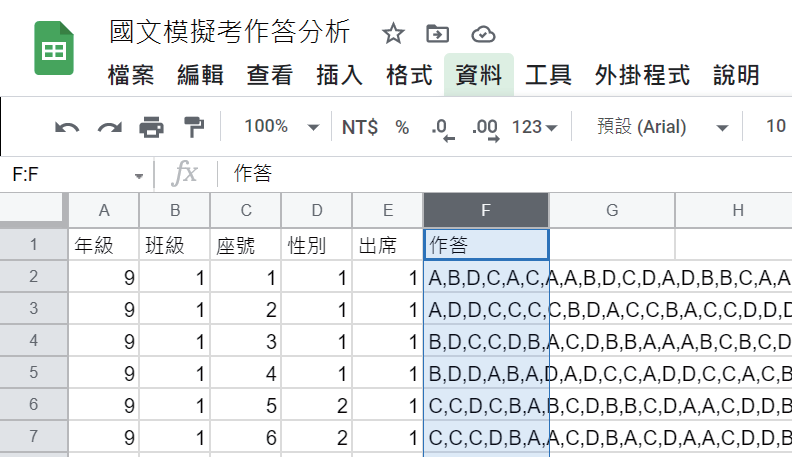 國文模擬考作答分析
檔案 編輯 查看 插入 格式 資料 工具 外掛程式 說明
100% NT$ % .0 .00 123 預設 (Arial) 10
F:F fx 作答
A B C D E F G H
1 年級 班級 座號 性別 出席 作答
2 9 1 1 1 1 A,B,D,C,A,C,A,A,B,D,C,D,A,D,B,B,C,A,A
3 9 1 2 1 1 A,D,D,C,C,C,C,B,D,A,C,C,B,A,C,C,D,D,D
4 9 1 3 1 1 B,D,C,C,D,B,A,C,D,B,B,A,A,A,B,C,B,C,D
5 9 1 4 1 1 B,D,D,A,B,A,D,A,D,C,C,A,D,D,C,C,A,C,B
6 9 1 5 2 1 C,C,D,C,B,A,B,C,D,B,B,C,D,A,A,C,D,D,B
7 9 1 6 2 1 C,C,C,D,B,A,A,C,D,B,A,C,D,A,A,C,D,D,B